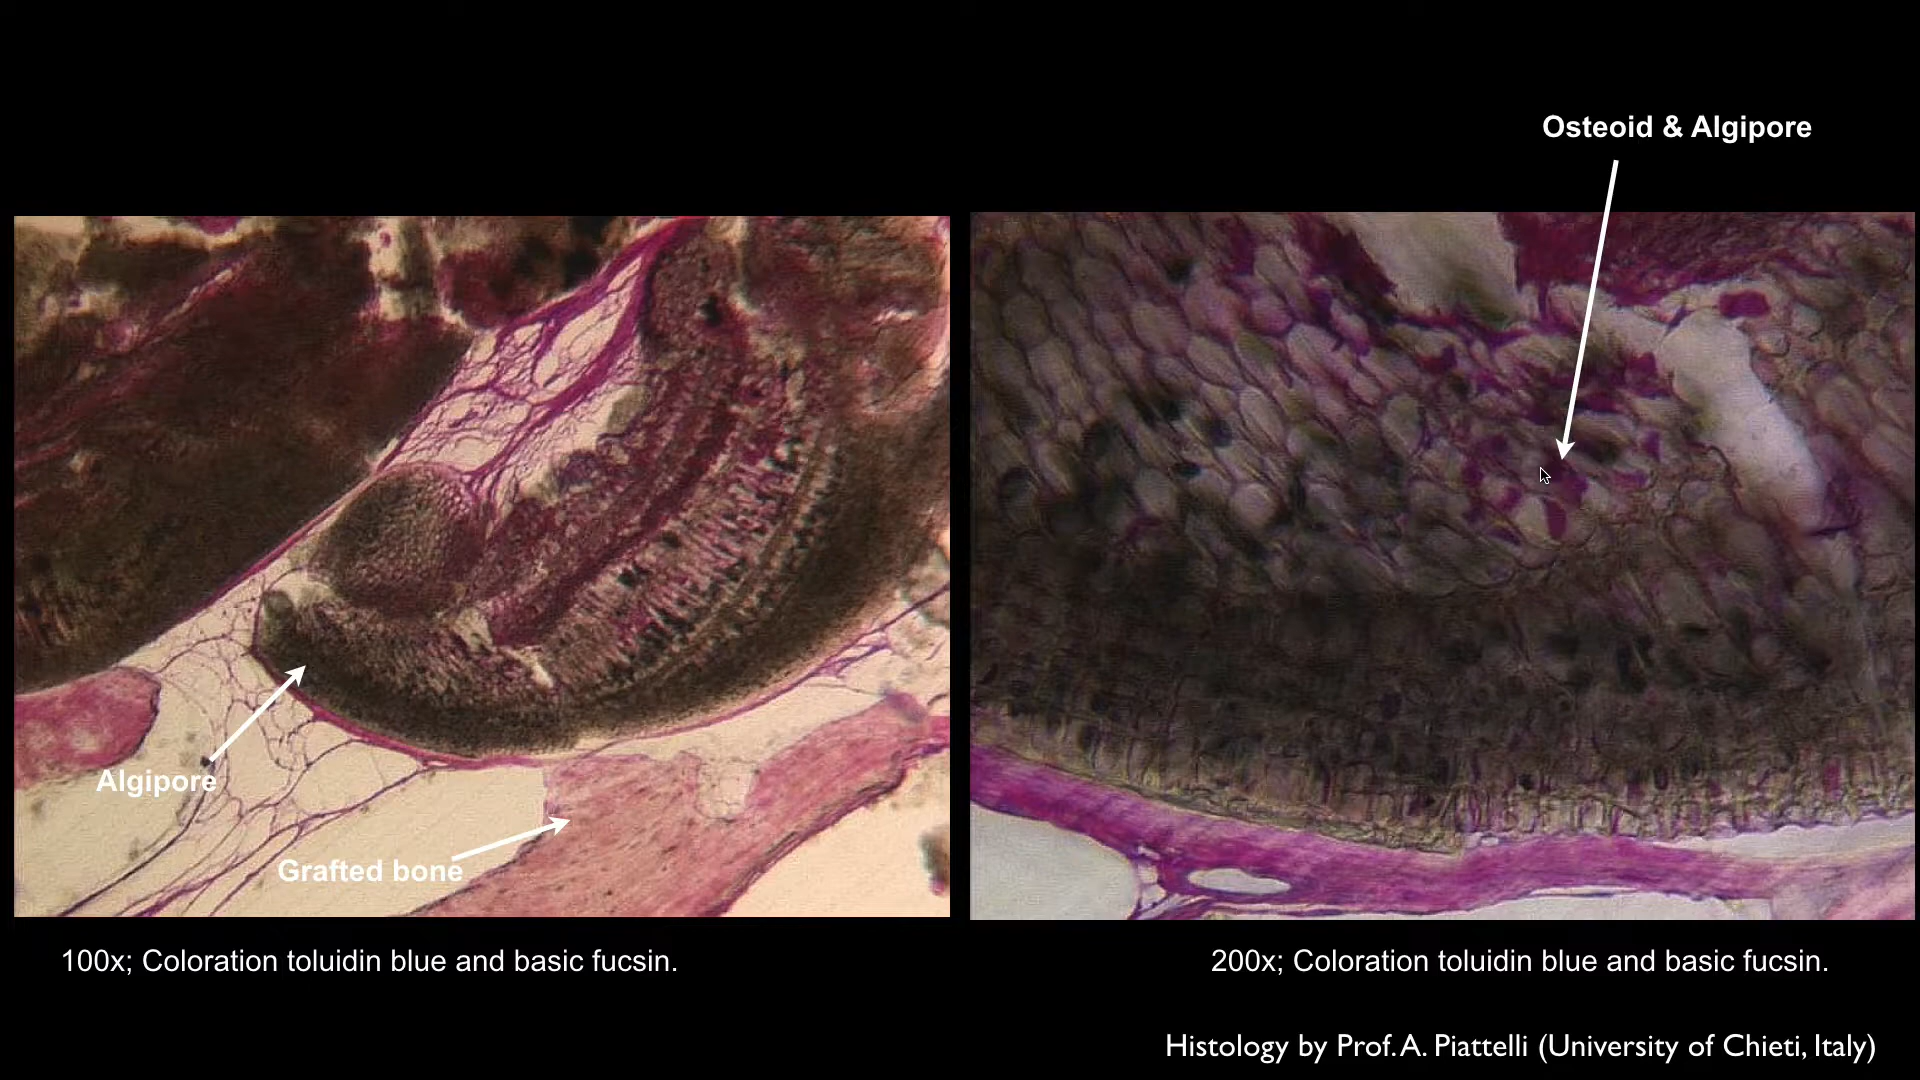 Osteoid & Algipore
Algipore
Grafted bone
100x; Coloration toluidin blue and basic fucsin.
200x; Coloration toluidin blue and basic fucsin.
Histology by Prof. A. Piattelli (University of Chieti, Italy)